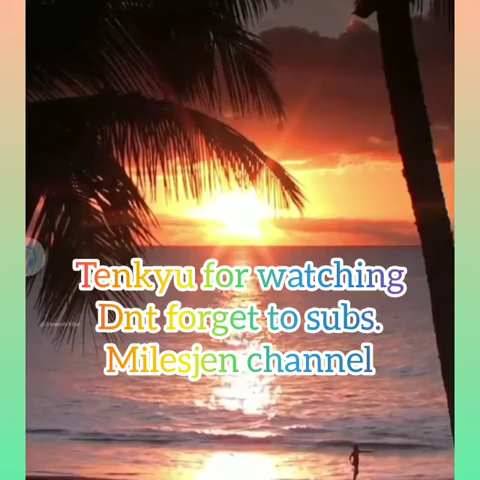 Tenkyu for watching
Dnt forget to subs.
Milesjen channel